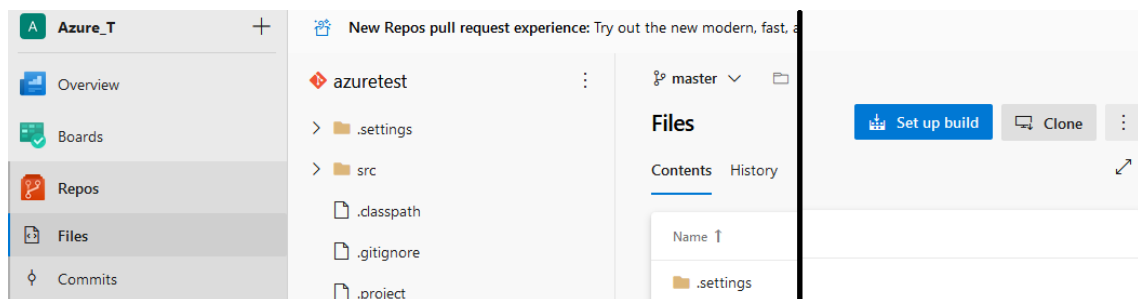 A Azure_T
New Repos pull request experience: Try out the new modern, fast,
Overview
Boards
Repos
Files
Commits
azuretest
.settings
src
.classpath
.gitignore
.project
master
Files
Set up build
Clone
Contents History
Name
.settings